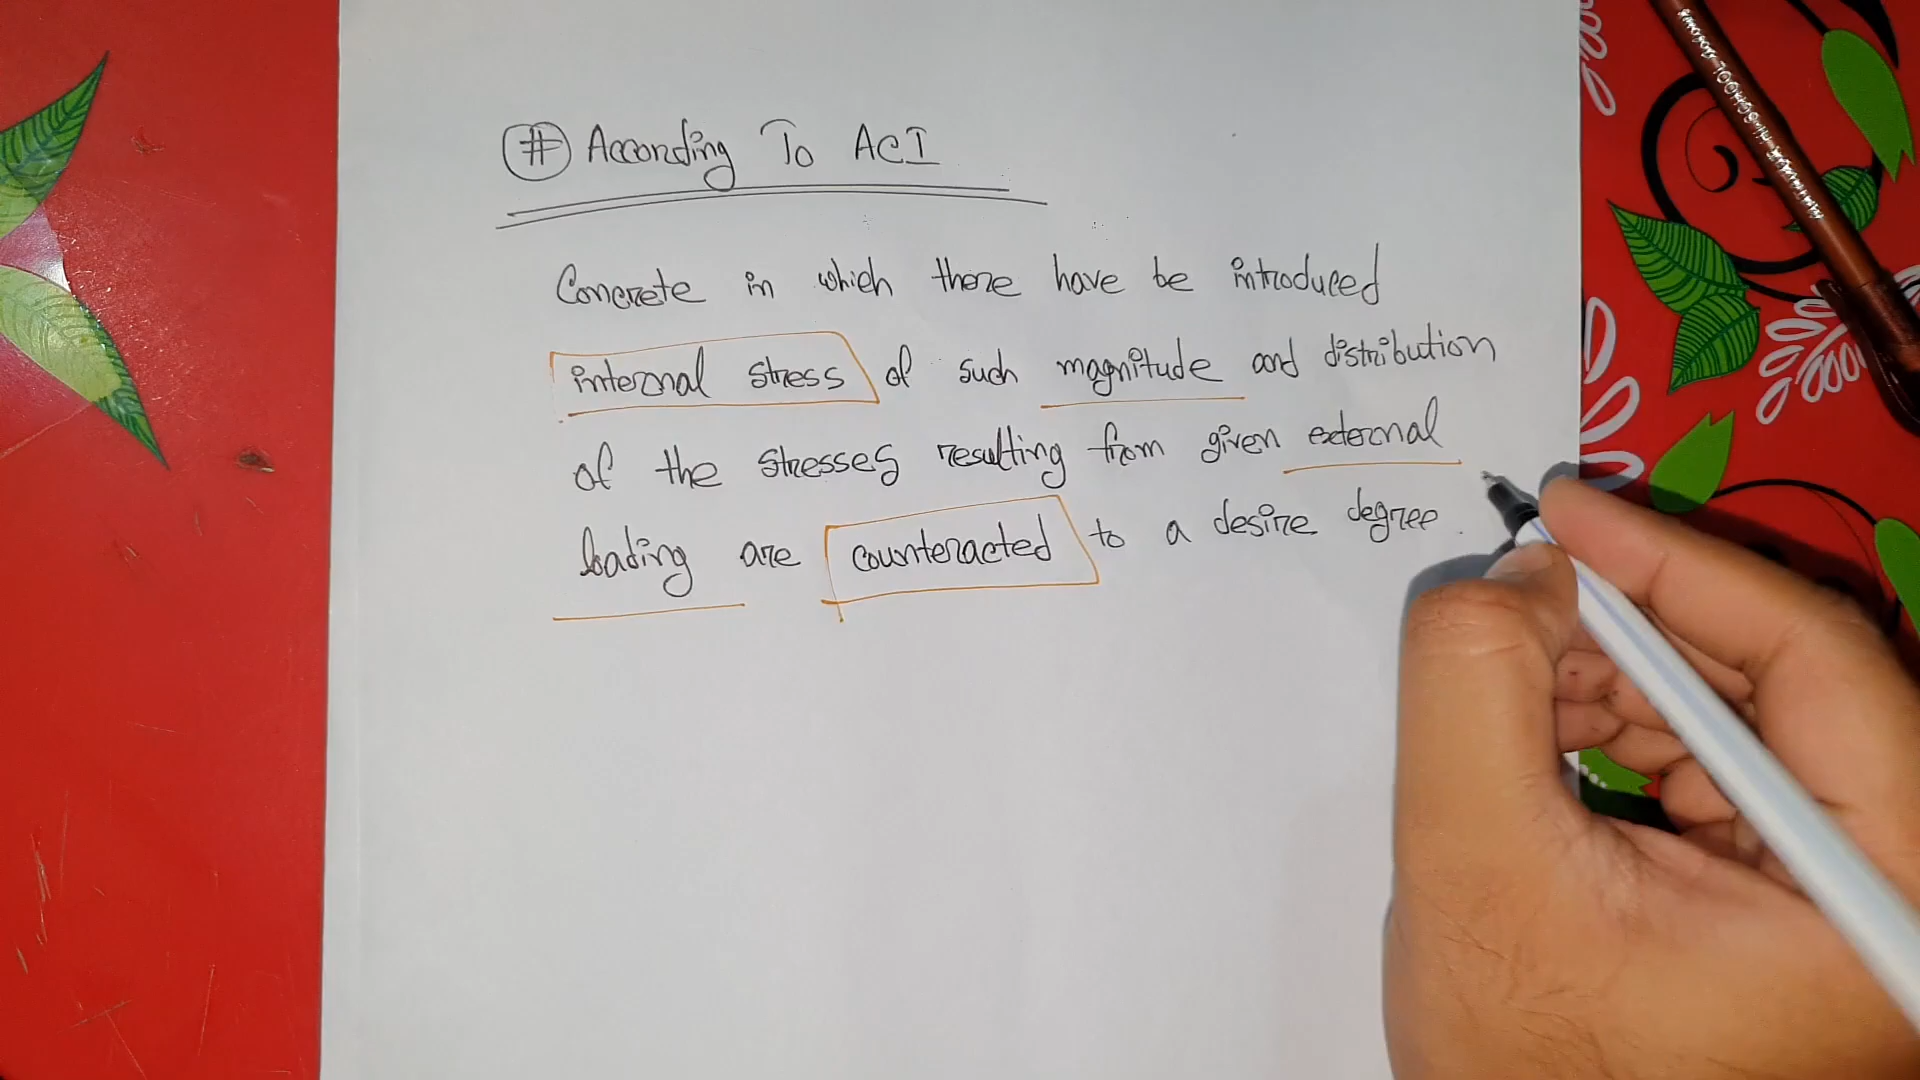 # According To ACI
Concrete in which there have be introduced
internal stress of such magnitude and distribution
of the stresses resulting from given external
loading are counteracted to a desire degree.